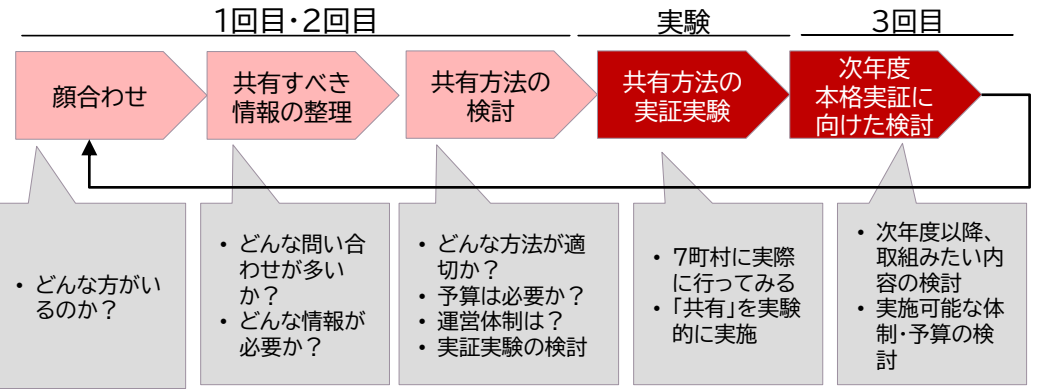 1回目・2回目
実験
3回目
顔合わせ
共有すべき
情報の整理
共有方法の
検討
共有方法の
実証実験
次年度
本格実証に
向けた検討
• どんな方がい
るのか？
• どんな問い合
わせが多い
か？
• どんな情報が
必要か？
• どんな方法が適
切か？
• 予算は必要か？
• 運営体制は？
• 実証実験の検討
• 7町村に実際
に行ってみる
• 「共有」を実験
的に実施
• 次年度以降、
取組みたい内
容の検討
• 実施可能な体
制・予算の検
討